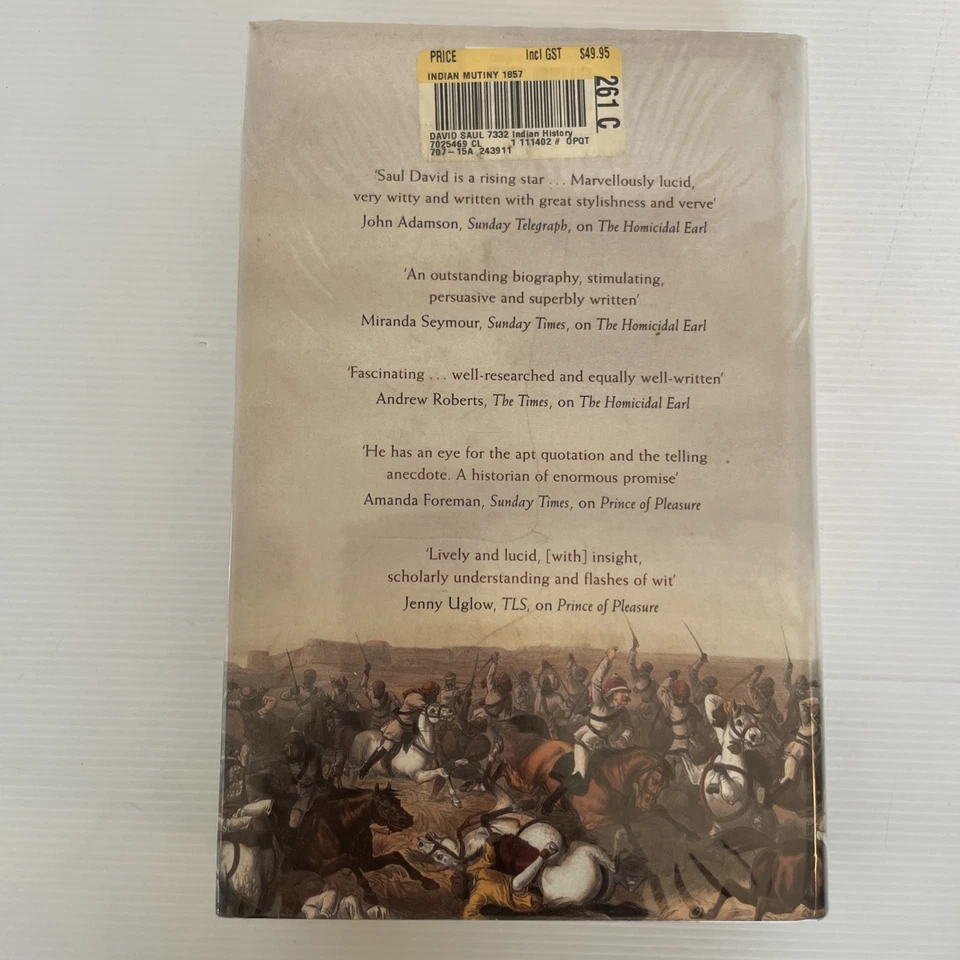 PRICE Incl GST $49.95
INDIAN MUTINY 1857
261 C
DAVID SAUL 7332 Indian History
7025469 CL 1 111402 # OPQT
707-15A 243911
‘Saul David is a rising star ... Marvellously lucid,
very witty and written with great stylishness and verve’
John Adamson, Sunday Telegraph, on The Homicidal Earl
‘An outstanding biography, stimulating,
persuasive and superbly written’
Miranda Seymour, Sunday Times, on The Homicidal Earl
‘Fascinating ... well-researched and equally well-written’
Andrew Roberts, The Times, on The Homicidal Earl
‘He has an eye for the apt quotation and the telling
anecdote. A historian of enormous promise’
Amanda Foreman, Sunday Times, on Prince of Pleasure
‘Lively and lucid, [with] insight,
scholarly understanding and flashes of wit’
Jenny Uglow, TLS, on Prince of Pleasure